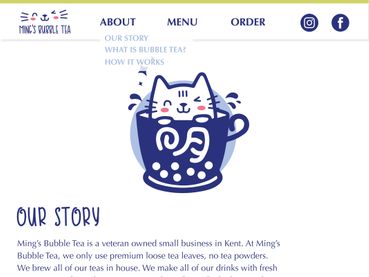 MING'S BUBBLE TEA
ABOUT
MENU
ORDER
OUR STORY
WHAT IS BUBBLE TEA?
HOW IT WORKS
明
OUR STORY
Ming's Bubble Tea is a veteran owned small business in Kent. At Ming's
Bubble Tea, we only use premium loose tea leaves, no tea powders.
We brew all of our teas in house. We make all of our drinks with fresh